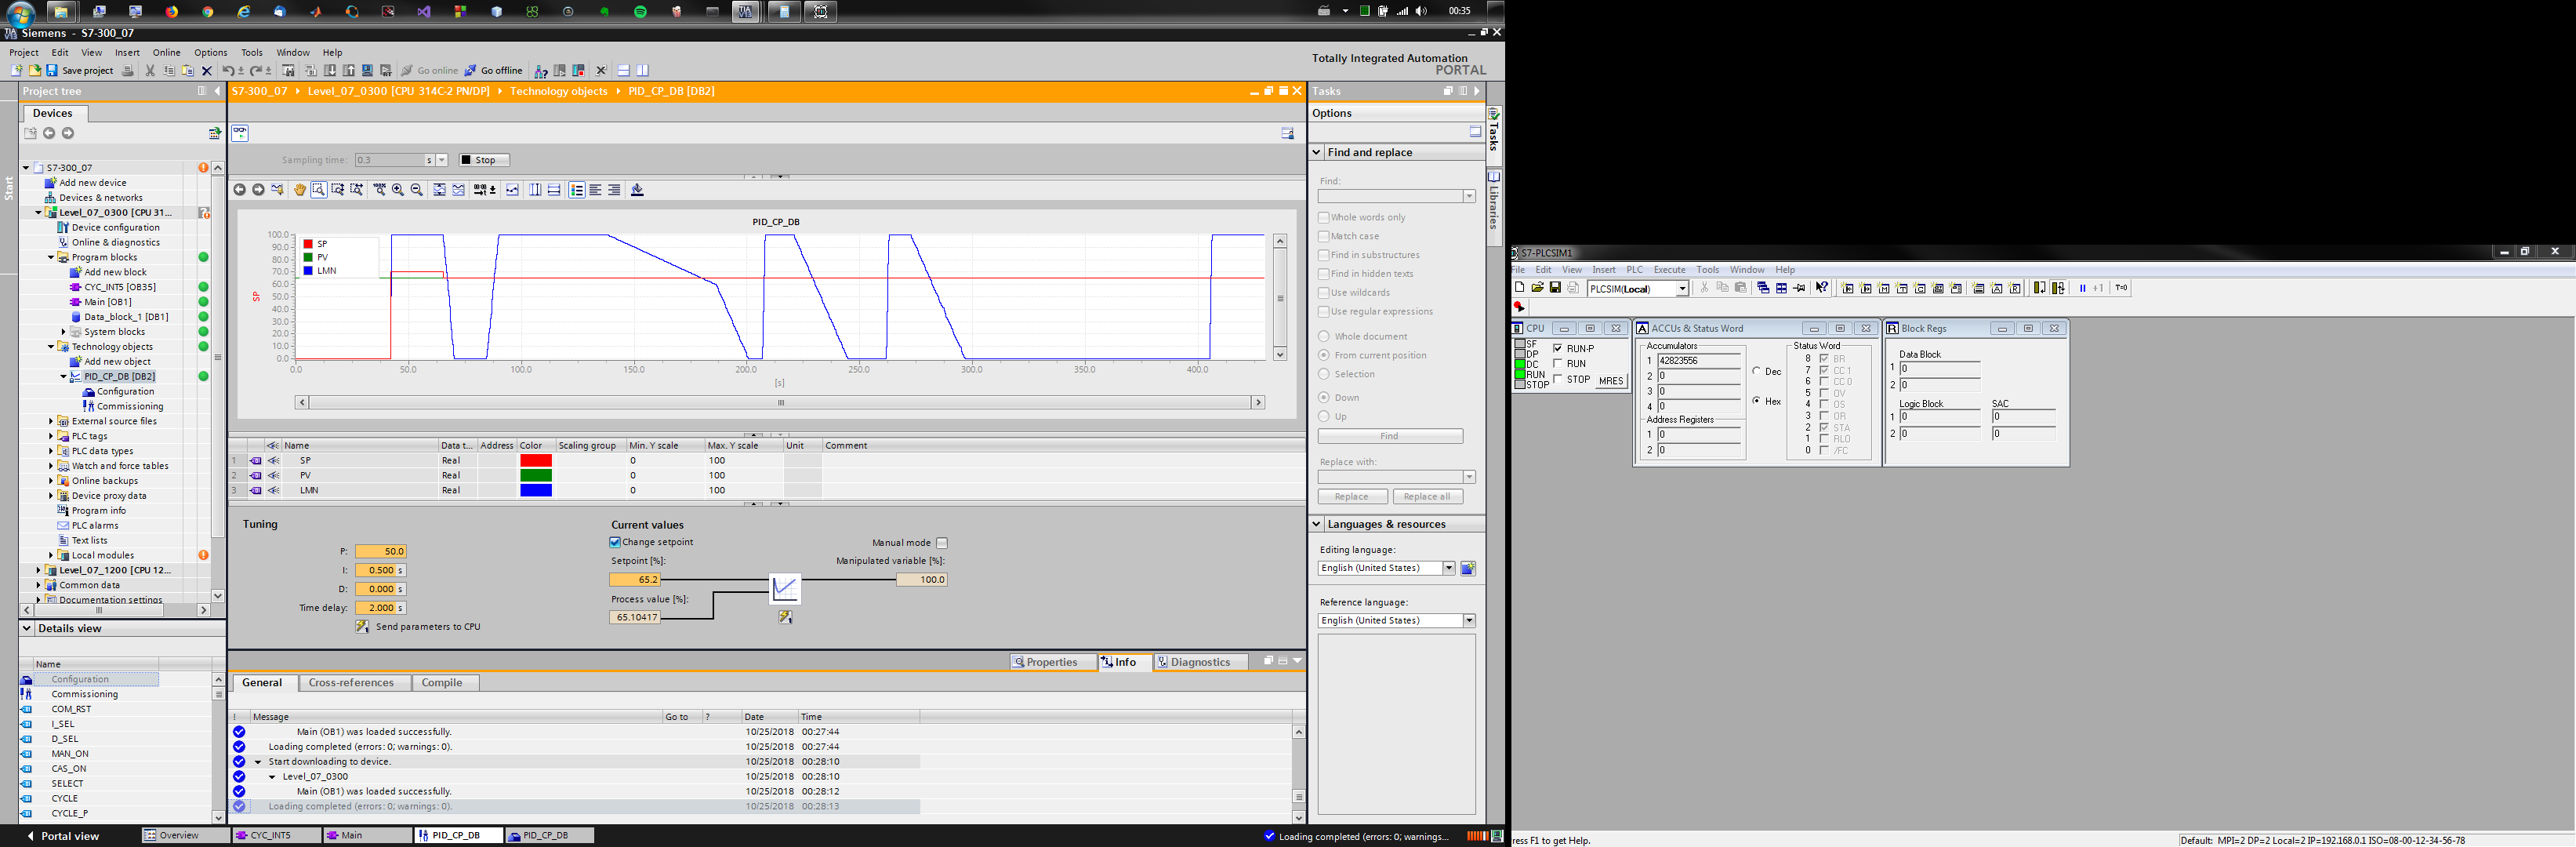 00:35
Siemens - S7-300_07
Project Edit View Insert Online Options Tools Window Help
Totally Integrated Automation
PORTAL
Save project Go online Go offline
Project tree
S7-300_07 Level_07_0300 [CPU 314C-2 PN/DP] Technology objects PID_CP_DB [DB2]
Tasks
Devices
Options
Start
Tasks
Libraries
Sampling time: 0.3 s Stop
Find and replace
Find:
Whole words only
Match case
Find in substructures
Find in hidden texts
Use wildcards
Use regular expressions
Whole document
From current position
Selection
Down
Up
Find
Replace with:
Replace Replace all
Languages & resources
Editing language:
English (United States)
Reference language:
English (United States)
S7-300_07
Add new device
Devices & networks
Level_07_0300 [CPU 31...
Device configuration
Online & diagnostics
Program blocks
Add new block
CYC_INT5 [OB35]
Main [OB1]
Data_block_1 [DB1]
System blocks
Technology objects
Add new object
PID_CP_DB [DB2]
Configuration
Commissioning
External source files
PLC tags
PLC data types
Watch and force tables
Online backups
Device proxy data
Program info
PLC alarms
Text lists
Local modules
Level_07_1200 [CPU 12...
Common data
Documentation settings
PID_CP_DB
SP
PV
LMN
100.0
90.0
80.0
70.0
60.0
50.0
40.0
30.0
20.0
10.0
0.0
SP
0.0 50.0 100.0 150.0 200.0 250.0 300.0 350.0 400.0
[s]
Name Data t... Address Color Scaling group Min. Y scale Max. Y scale Unit Comment
1 SP Real 0 100
2 PV Real 0 100
3 LMN Real 0 100
Tuning
P: 50.0
I: 0.500 s
D: 0.000 s
Time delay: 2.000 s
Send parameters to CPU
Current values
Change setpoint
Manual mode
Setpoint [%]:
Manipulated variable [%]:
65.2
100.0
Process value [%]:
65.10417
Details view
Name
Configuration
Commissioning
COM_RST
I_SEL
D_SEL
MAN_ON
CAS_ON
SELECT
CYCLE
CYCLE_P
Properties Info Diagnostics
General Cross-references Compile
! Message Go to ? Date Time
Main (OB1) was loaded successfully. 10/25/2018 00:27:44
Loading completed (errors: 0; warnings: 0). 10/25/2018 00:27:44
Start downloading to device. 10/25/2018 00:28:10
Level_07_0300 10/25/2018 00:28:10
Main (OB1) was loaded successfully. 10/25/2018 00:28:12
Loading completed (errors: 0; warnings: 0). 10/25/2018 00:28:13
Portal view Overview CYC_INT5 Main PID_CP_DB PID_CP_DB
Loading completed (errors: 0; warnings...
S7-PLCSIM1
File Edit View Insert PLC Execute Tools Window Help
PLCSIM(Local) +1 T=0
CPU
SF
DP
DC
RUN
STOP
RUN-P
RUN
STOP MRES
ACCUs & Status Word
Accumulators
1 42823556
2 0
3 0
4 0
Address Registers
1 0
2 0
Dec
Hex
Status Word
8 BR
7 CC 1
6 CC 0
5 OV
4 OS
3 OR
2 STA
1 RLO
0 /FC
Block Regs
Data Block
1 0
2 0
Logic Block SAC
1 0 0
2 0 0
ress F1 to get Help.
Default: MPI=2 DP=2 Local=2 IP=192.168.0.1 ISO=08-00-12-34-56-78